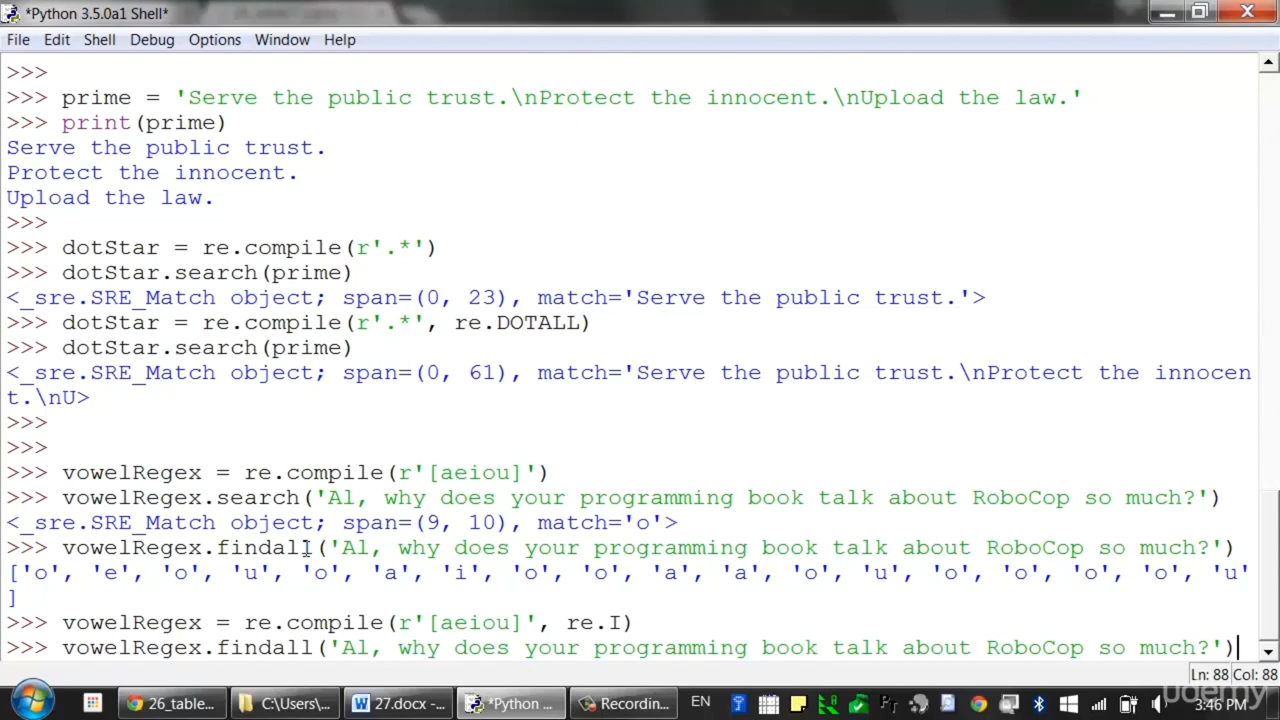 *Python 3.5.0a1 Shell*
File Edit Shell Debug Options Window Help
>>>
>>> prime = 'Serve the public trust.\nProtect the innocent.\nUpload the law.'
>>> print(prime)
Serve the public trust.
Protect the innocent.
Upload the law.
>>>
>>> dotStar = re.compile(r'.*')
>>> dotStar.search(prime)
<_sre.SRE_Match object; span=(0, 23), match='Serve the public trust.'>
>>> dotStar = re.compile(r'.*', re.DOTALL)
>>> dotStar.search(prime)
<_sre.SRE_Match object; span=(0, 61), match='Serve the public trust.\nProtect the innocen
t.\nU>
>>>
>>>
>>> vowelRegex = re.compile(r'[aeiou]')
>>> vowelRegex.search('Al, why does your programming book talk about RoboCop so much?')
<_sre.SRE_Match object; span=(9, 10), match='o'>
>>> vowelRegex.findall('Al, why does your programming book talk about RoboCop so much?')
['o', 'e', 'o', 'u', 'o', 'a', 'i', 'o', 'o', 'a', 'a', 'o', 'u', 'o', 'o', 'o', 'o', 'u'
]
>>> vowelRegex = re.compile(r'[aeiou]', re.I)
>>> vowelRegex.findall('Al, why does your programming book talk about RoboCop so much?')
Ln: 88 Col: 88
26_table... C:\Users\... 27.docx -... *Python ... Recordin... EN 3:46 PM
udemy